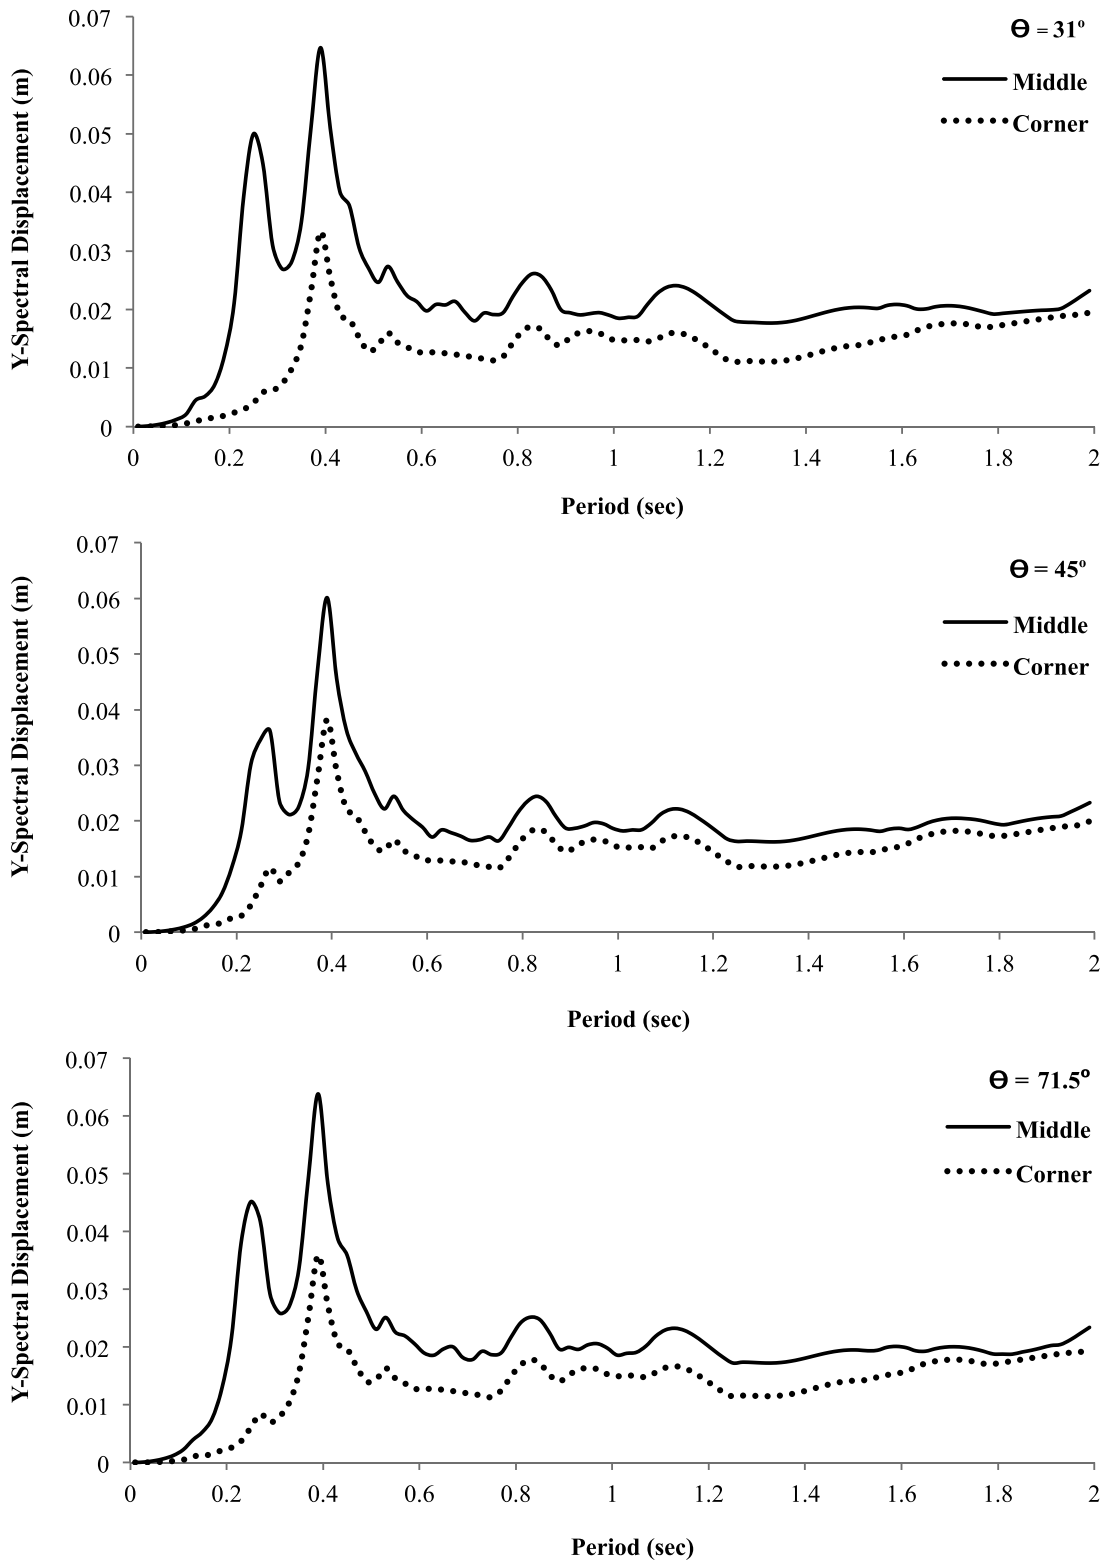 0.07
0.06
0.05
0.04
0.03
0.02
0.01
0
Y-Spectral Displacement (m)
ϴ = 31º
Middle
Corner
0 0.2 0.4 0.6 0.8 1 1.2 1.4 1.6 1.8 2
Period (sec)
0.07
0.06
0.05
0.04
0.03
0.02
0.01
0
Y-Spectral Displacement (m)
ϴ = 45º
Middle
Corner
0 0.2 0.4 0.6 0.8 1 1.2 1.4 1.6 1.8 2
Period (sec)
0.07
0.06
0.05
0.04
0.03
0.02
0.01
0
Y-Spectral Displacement (m)
ϴ = 71.5º
Middle
Corner
0 0.2 0.4 0.6 0.8 1 1.2 1.4 1.6 1.8 2
Period (sec)